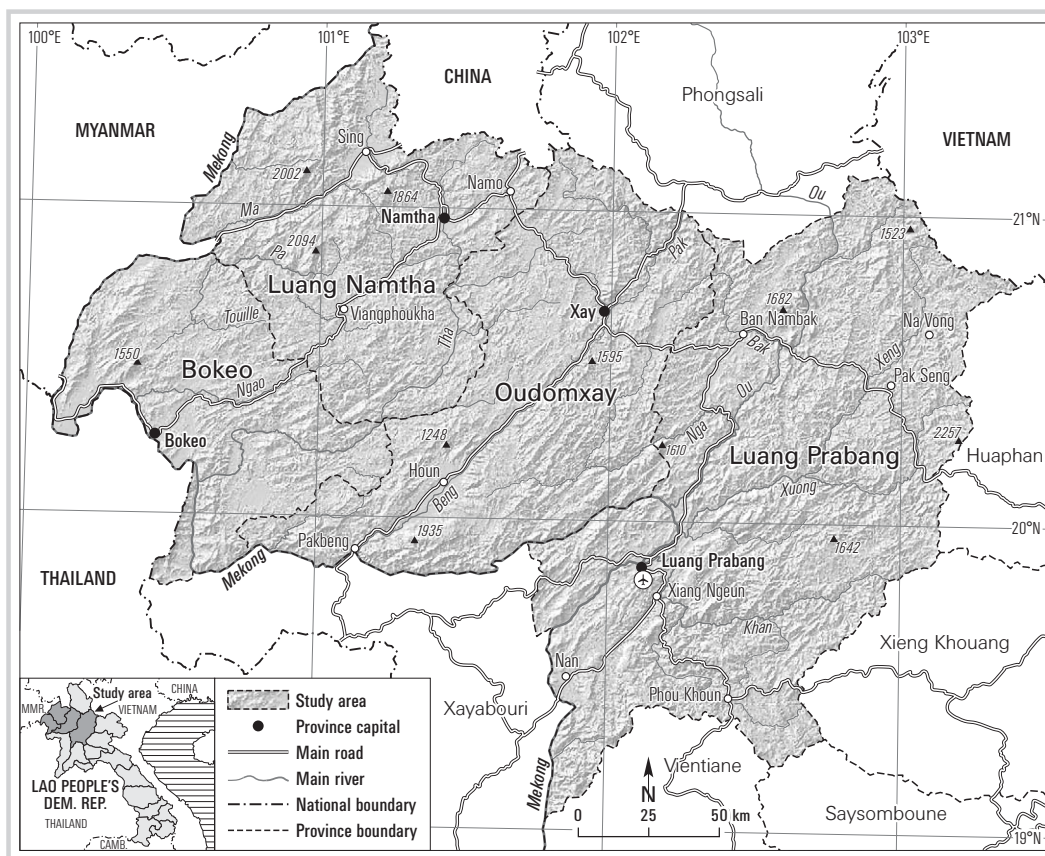 100°E
101°E
102°E
103°E
CHINA
Phongsali
MYANMAR
VIETNAM
Mekong
Sing
2002
1864
Namo
Ou
Ma
Namtha
21°N
1523
2094
Pa
Pak
Luang Namtha
1682
Viangphoukha
Xay
Ban Nambak
Na Vong
Touille
Tha
Bak
Xeng
1550
1595
Bokeo
Ngao
Oudomxay
Ou
Pak Seng
Bokeo
1248
1610
Nga
2257
Luang Prabang
Huaphan
Houn
Beng
Xuong
20°N
1935
1642
Pakbeng
THAILAND
Mekong
Luang Prabang
Xiang Ngeun
Khan
Xieng Khouang
Nan
Phou Khoun
Xayabouri
Vientiane
Mekong
Saysomboune
19°N
N
0 25 50 km
Study area
CHINA
MMR.
VIETNAM
LAO PEOPLE'S
DEM. REP.
THAILAND
CAMB.
Study area
Province capital
Main road
Main river
National boundary
Province boundary